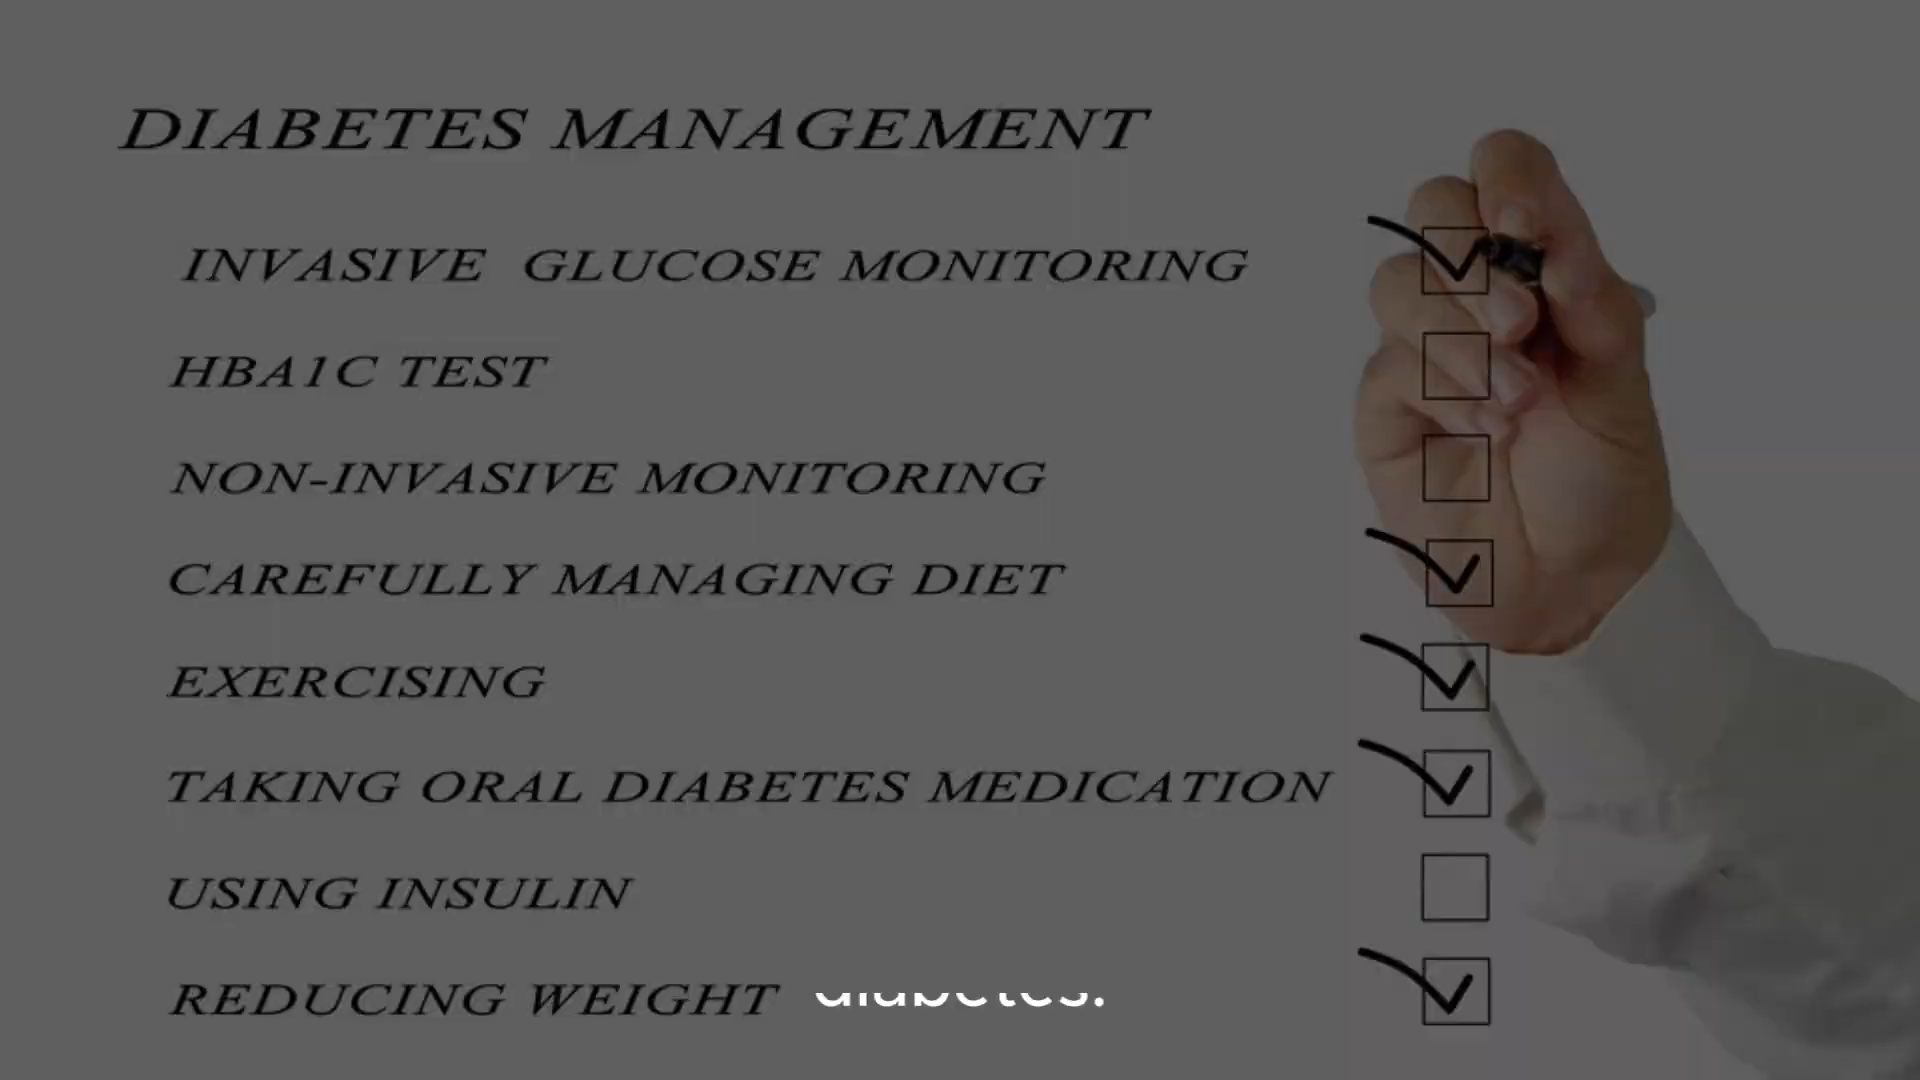 DIABETES MANAGEMENT
INVASIVE GLUCOSE MONITORING
HBA1C TEST
NON-INVASIVE MONITORING
CAREFULLY MANAGING DIET
EXERCISING
TAKING ORAL DIABETES MEDICATION
USING INSULIN
REDUCING WEIGHT
diabetes.